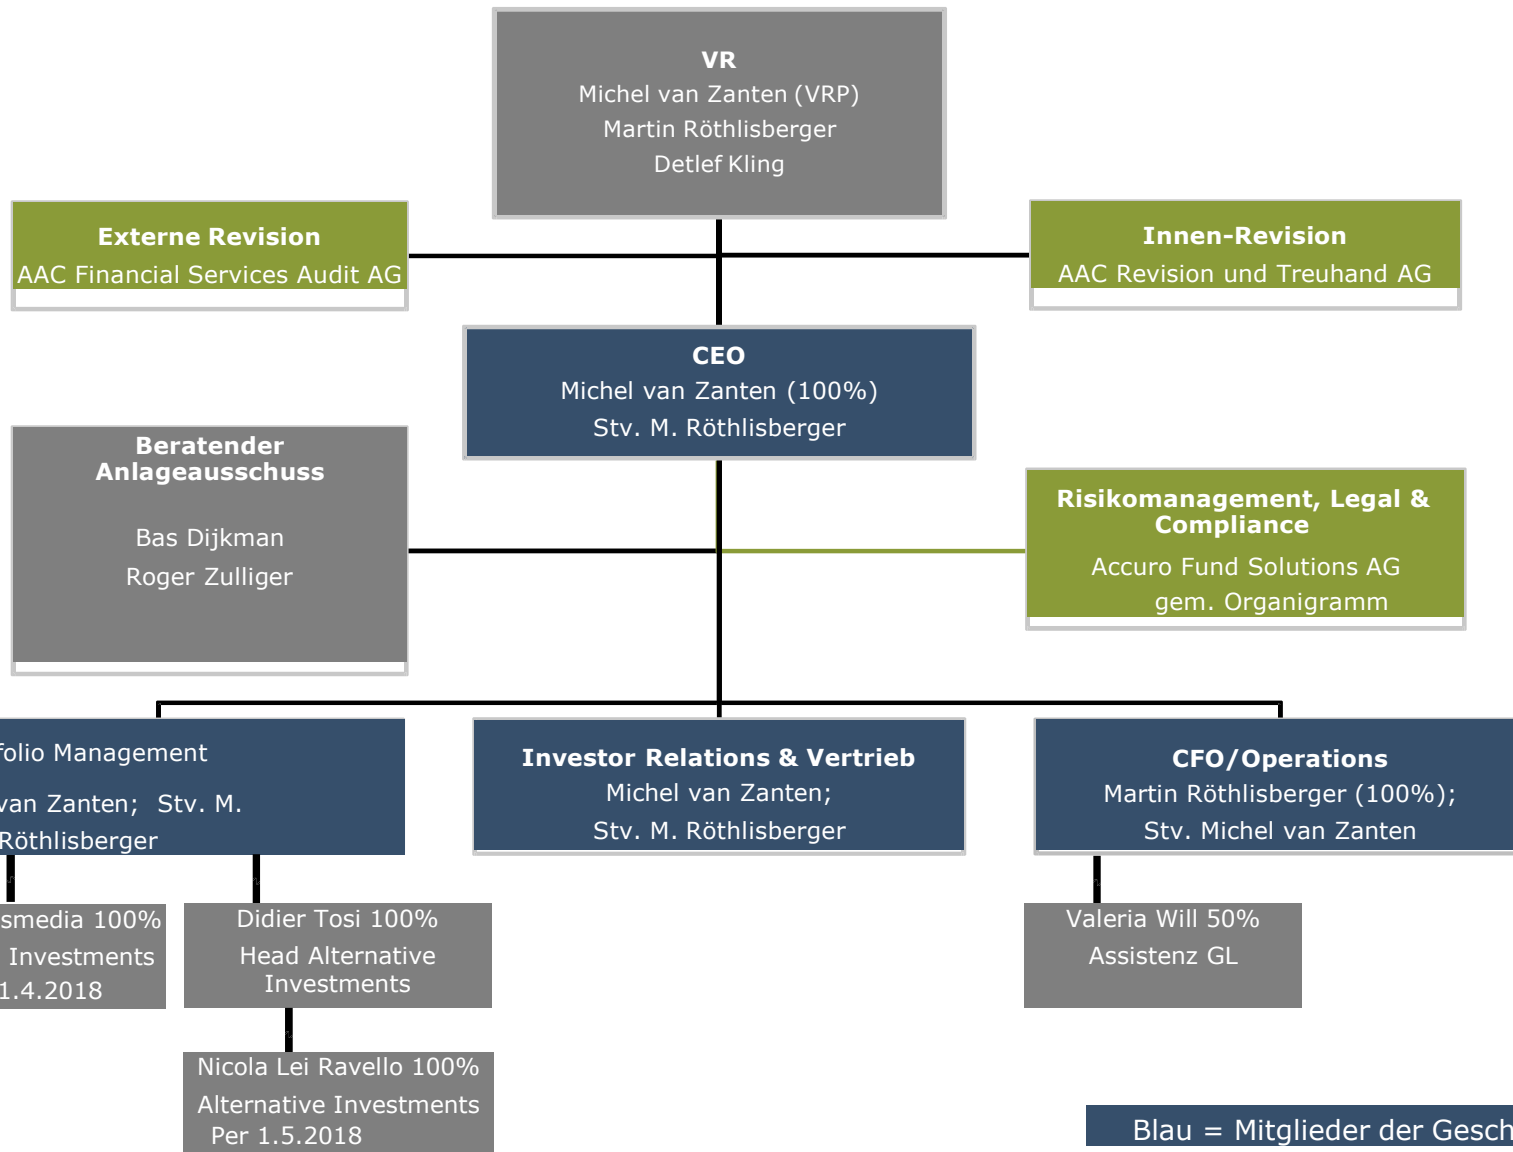 VR
Michel van Zanten (VRP)
Martin Röthlisberger
Detlef Kling
Externe Revision
AAC Financial Services Audit AG
Innen-Revision
AAC Revision und Treuhand AG
CEO
Michel van Zanten (100%)
Stv. M. Röthlisberger
Beratender
Anlageausschuss
Bas Dijkman
Roger Zulliger
Risikomanagement, Legal &
Compliance
Accuro Fund Solutions AG
gem. Organigramm
folio Management
van Zanten; Stv. M.
Röthlisberger
Investor Relations & Vertrieb
Michel van Zanten;
Stv. M. Röthlisberger
CFO/Operations
Martin Röthlisberger (100%);
Stv. Michel van Zanten
smedia 100%
Investments
1.4.2018
Didier Tosi 100%
Head Alternative
Investments
Valeria Will 50%
Assistenz GL
Nicola Lei Ravello 100%
Alternative Investments
Per 1.5.2018
Blau = Mitglieder der Gesch